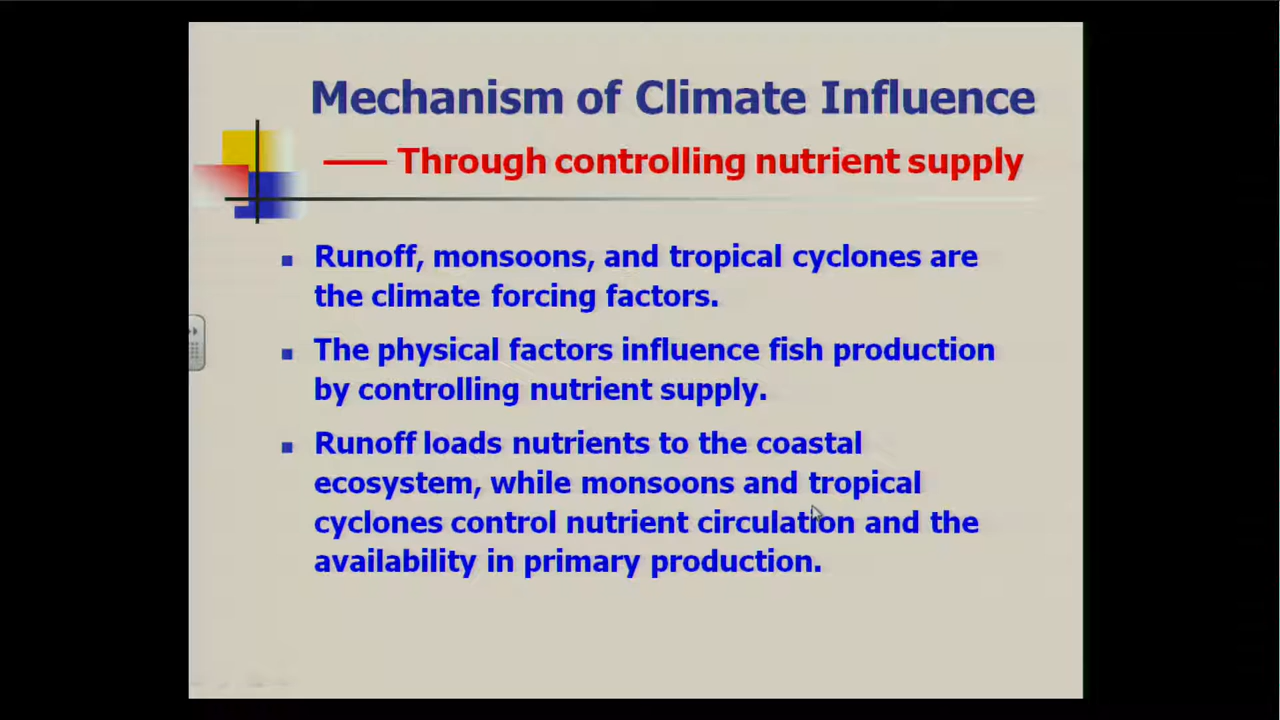 Mechanism of Climate Influence
—— Through controlling nutrient supply
Runoff, monsoons, and tropical cyclones are
the climate forcing factors.
The physical factors influence fish production
by controlling nutrient supply.
Runoff loads nutrients to the coastal
ecosystem, while monsoons and tropical
cyclones control nutrient circulation and the
availability in primary production.